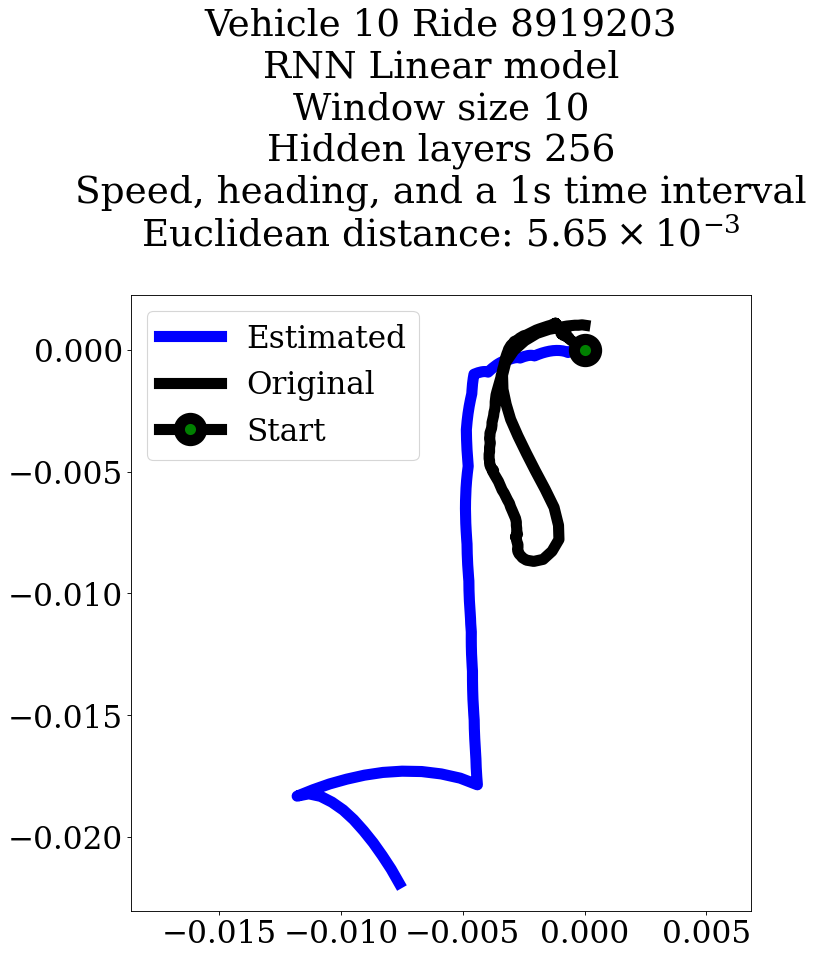 Vehicle 10 Ride 8919203
RNN Linear model
Window size 10
Hidden layers 256
Speed, heading, and a 1s time interval
Euclidean distance: 5.65 × 10⁻³
Estimated
Original
Start
0.000
−0.005
−0.010
−0.015
−0.020
−0.015 −0.010 −0.005 0.000 0.005